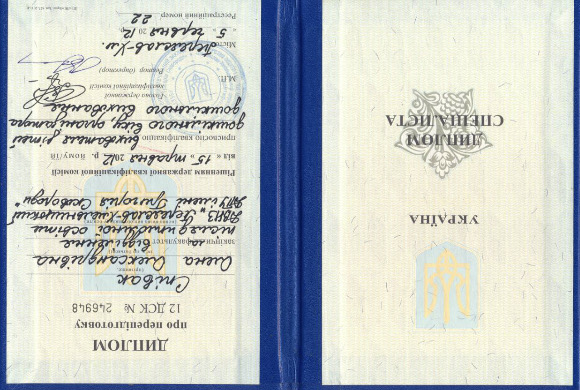 УКРАЇНА
ДИПЛОМ
СПЕЦІАЛІСТА
ДИПЛОМ
про перепідготовку
12 ДСК № 246948
Співак
Олена Олександрівна
закінчила факультет відділення
післядипломної освіти
ДВНЗ „Переяслав-Хмельницький
ДПУ імені Григорія Сковороди"
Рішенням державної кваліфікаційної комісії
від « 15 » травня 2012 р. йому/їй
присвоєно кваліфікацію вихователя дітей
дошкільного віку, організатора
дошкільного виховання
Голова державної
кваліфікаційної комісії
М.П.
Ректор (директор)
Місто Переяслав-Хм.
« 5 » червня 2012 р.
Реєстраційний номер 22